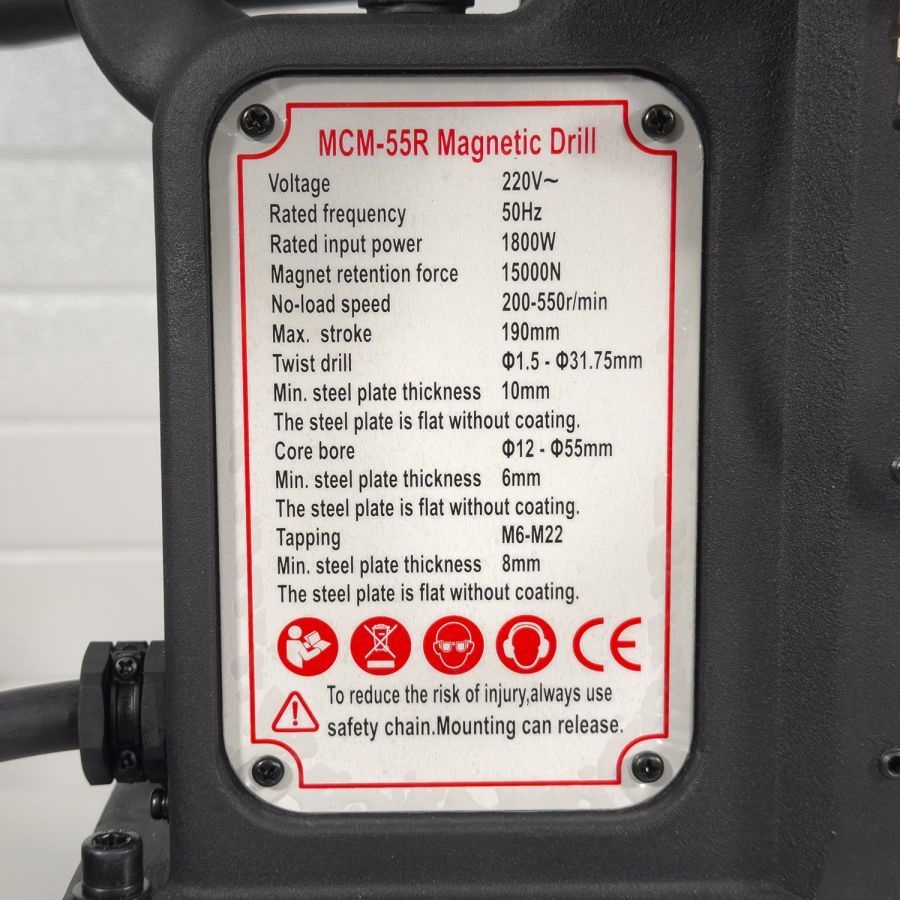 MCM-55R Magnetic Drill
Voltage 220V～
Rated frequency 50Hz
Rated input power 1800W
Magnet retention force 15000N
No-load speed 200-550r/min
Max. stroke 190mm
Twist drill Φ1.5 - Φ31.75mm
Min. steel plate thickness 10mm
The steel plate is flat without coating.
Core bore Φ12 - Φ55mm
Min. steel plate thickness 6mm
The steel plate is flat without coating.
Tapping M6-M22
Min. steel plate thickness 8mm
The steel plate is flat without coating.
CE
To reduce the risk of injury,always use
safety chain.Mounting can release.